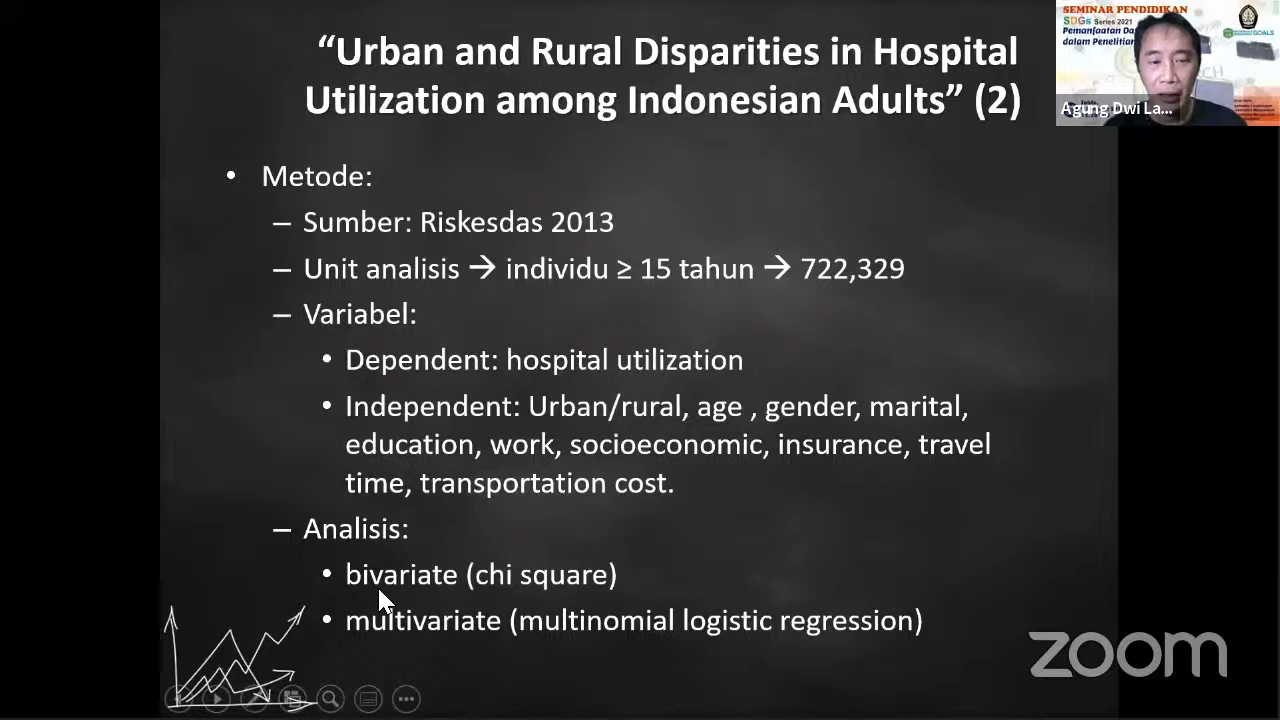 “Urban and Rural Disparities in Hospital
Utilization among Indonesian Adults” (2)
• Metode:
– Sumber: Riskesdas 2013
– Unit analisis → individu ≥ 15 tahun → 722,329
– Variabel:
• Dependent: hospital utilization
• Independent: Urban/rural, age , gender, marital,
education, work, socioeconomic, insurance, travel
time, transportation cost.
– Analisis:
• bivariate (chi square)
• multivariate (multinomial logistic regression)
SEMINAR PENDIDIKAN
SDGs Series 2021
Pemanfaatan
dalam Penelitian
GOALS
Agung Dwi La...
zoom